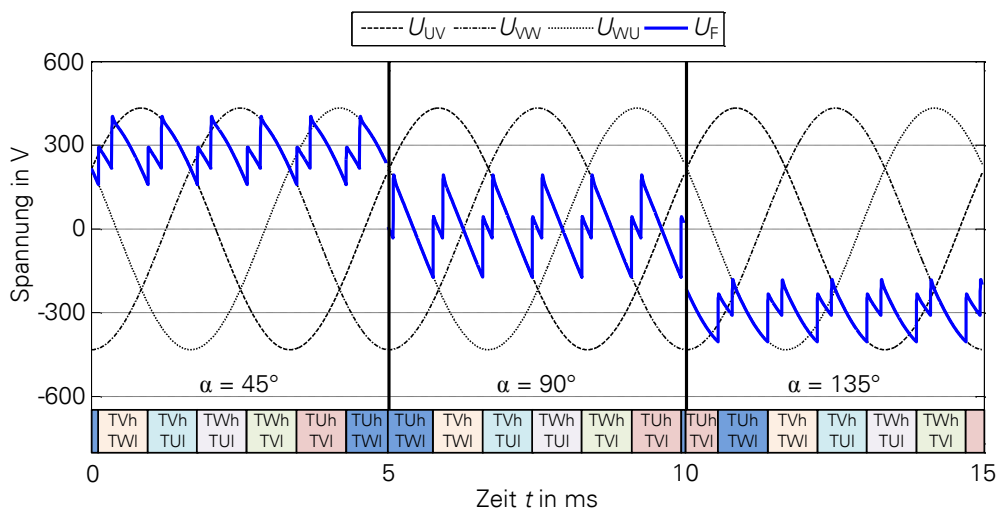 U_UV U_VW U_WU U_F
Spannung in V
600
300
0
-300
-600
α = 45° α = 90° α = 135°
TVh TVh TWh TWh TUh TUh TUh TVh TVh TWh TWh TUh TUh TUh TVh TVh TWh TWh
TWl TUl TUl TVl TVl TWl TWl TWl TUl TUl TVl TVl TVl TWl TWl TUl TUl TVl
0 5 10 15
Zeit t in ms